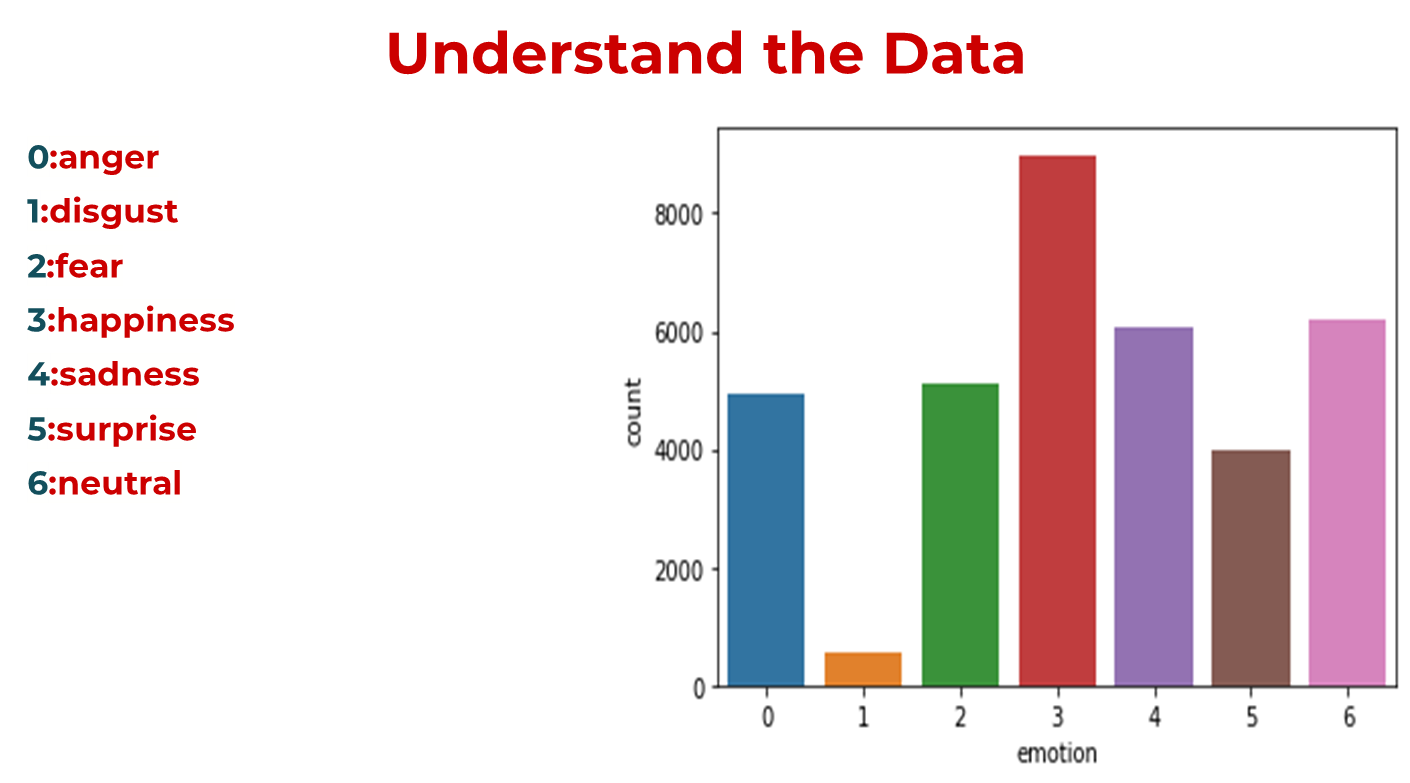 Understand the Data
0:anger
1:disgust
2:fear
3:happiness
4:sadness
5:surprise
6:neutral
8000
6000
4000
2000
0
count
0 1 2 3 4 5 6
emotion